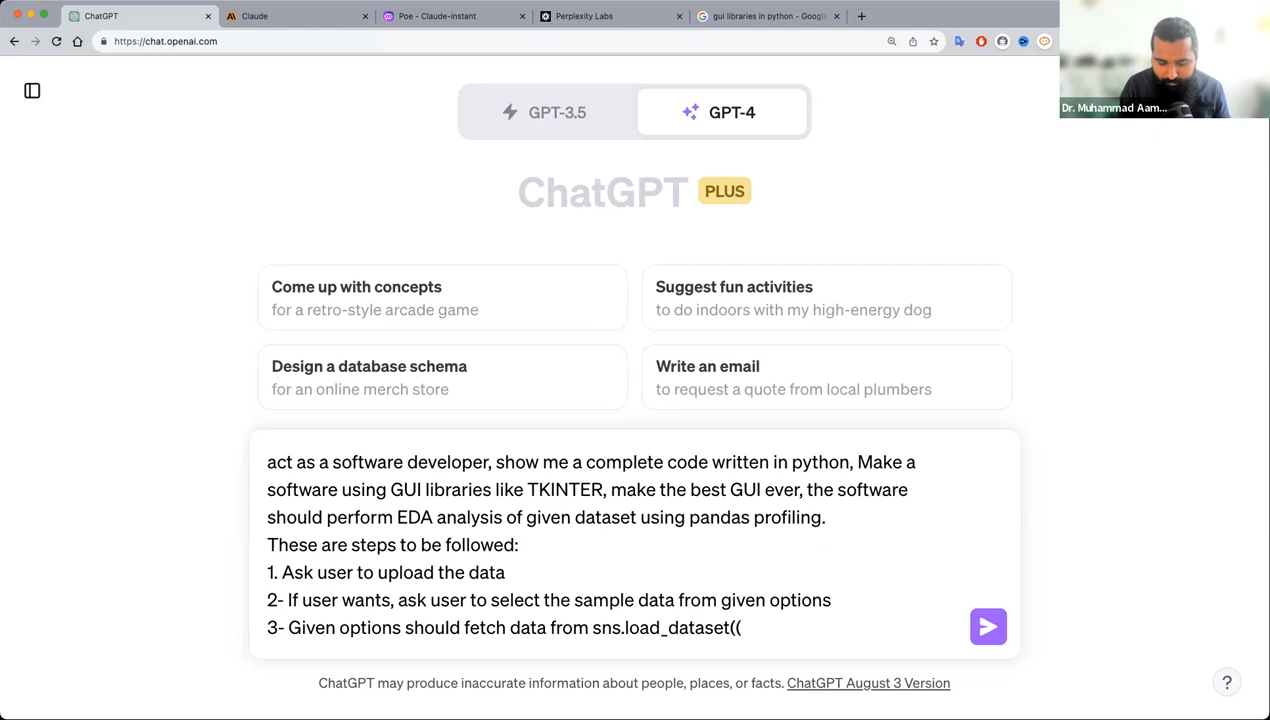 ChatGPT
Claude
Poe - Claude-instant
Perplexity Labs
gui libraries in python - Google
https://chat.openai.com
Dr. Muhammad Aam...
GPT-3.5
GPT-4
ChatGPT PLUS
Come up with concepts
for a retro-style arcade game
Suggest fun activities
to do indoors with my high-energy dog
Design a database schema
for an online merch store
Write an email
to request a quote from local plumbers
act as a software developer, show me a complete code written in python, Make a
software using GUI libraries like TKINTER, make the best GUI ever, the software
should perform EDA analysis of given dataset using pandas profiling.
These are steps to be followed:
1. Ask user to upload the data
2- If user wants, ask user to select the sample data from given options
3- Given options should fetch data from sns.load_dataset((
ChatGPT may produce inaccurate information about people, places, or facts. ChatGPT August 3 Version
?